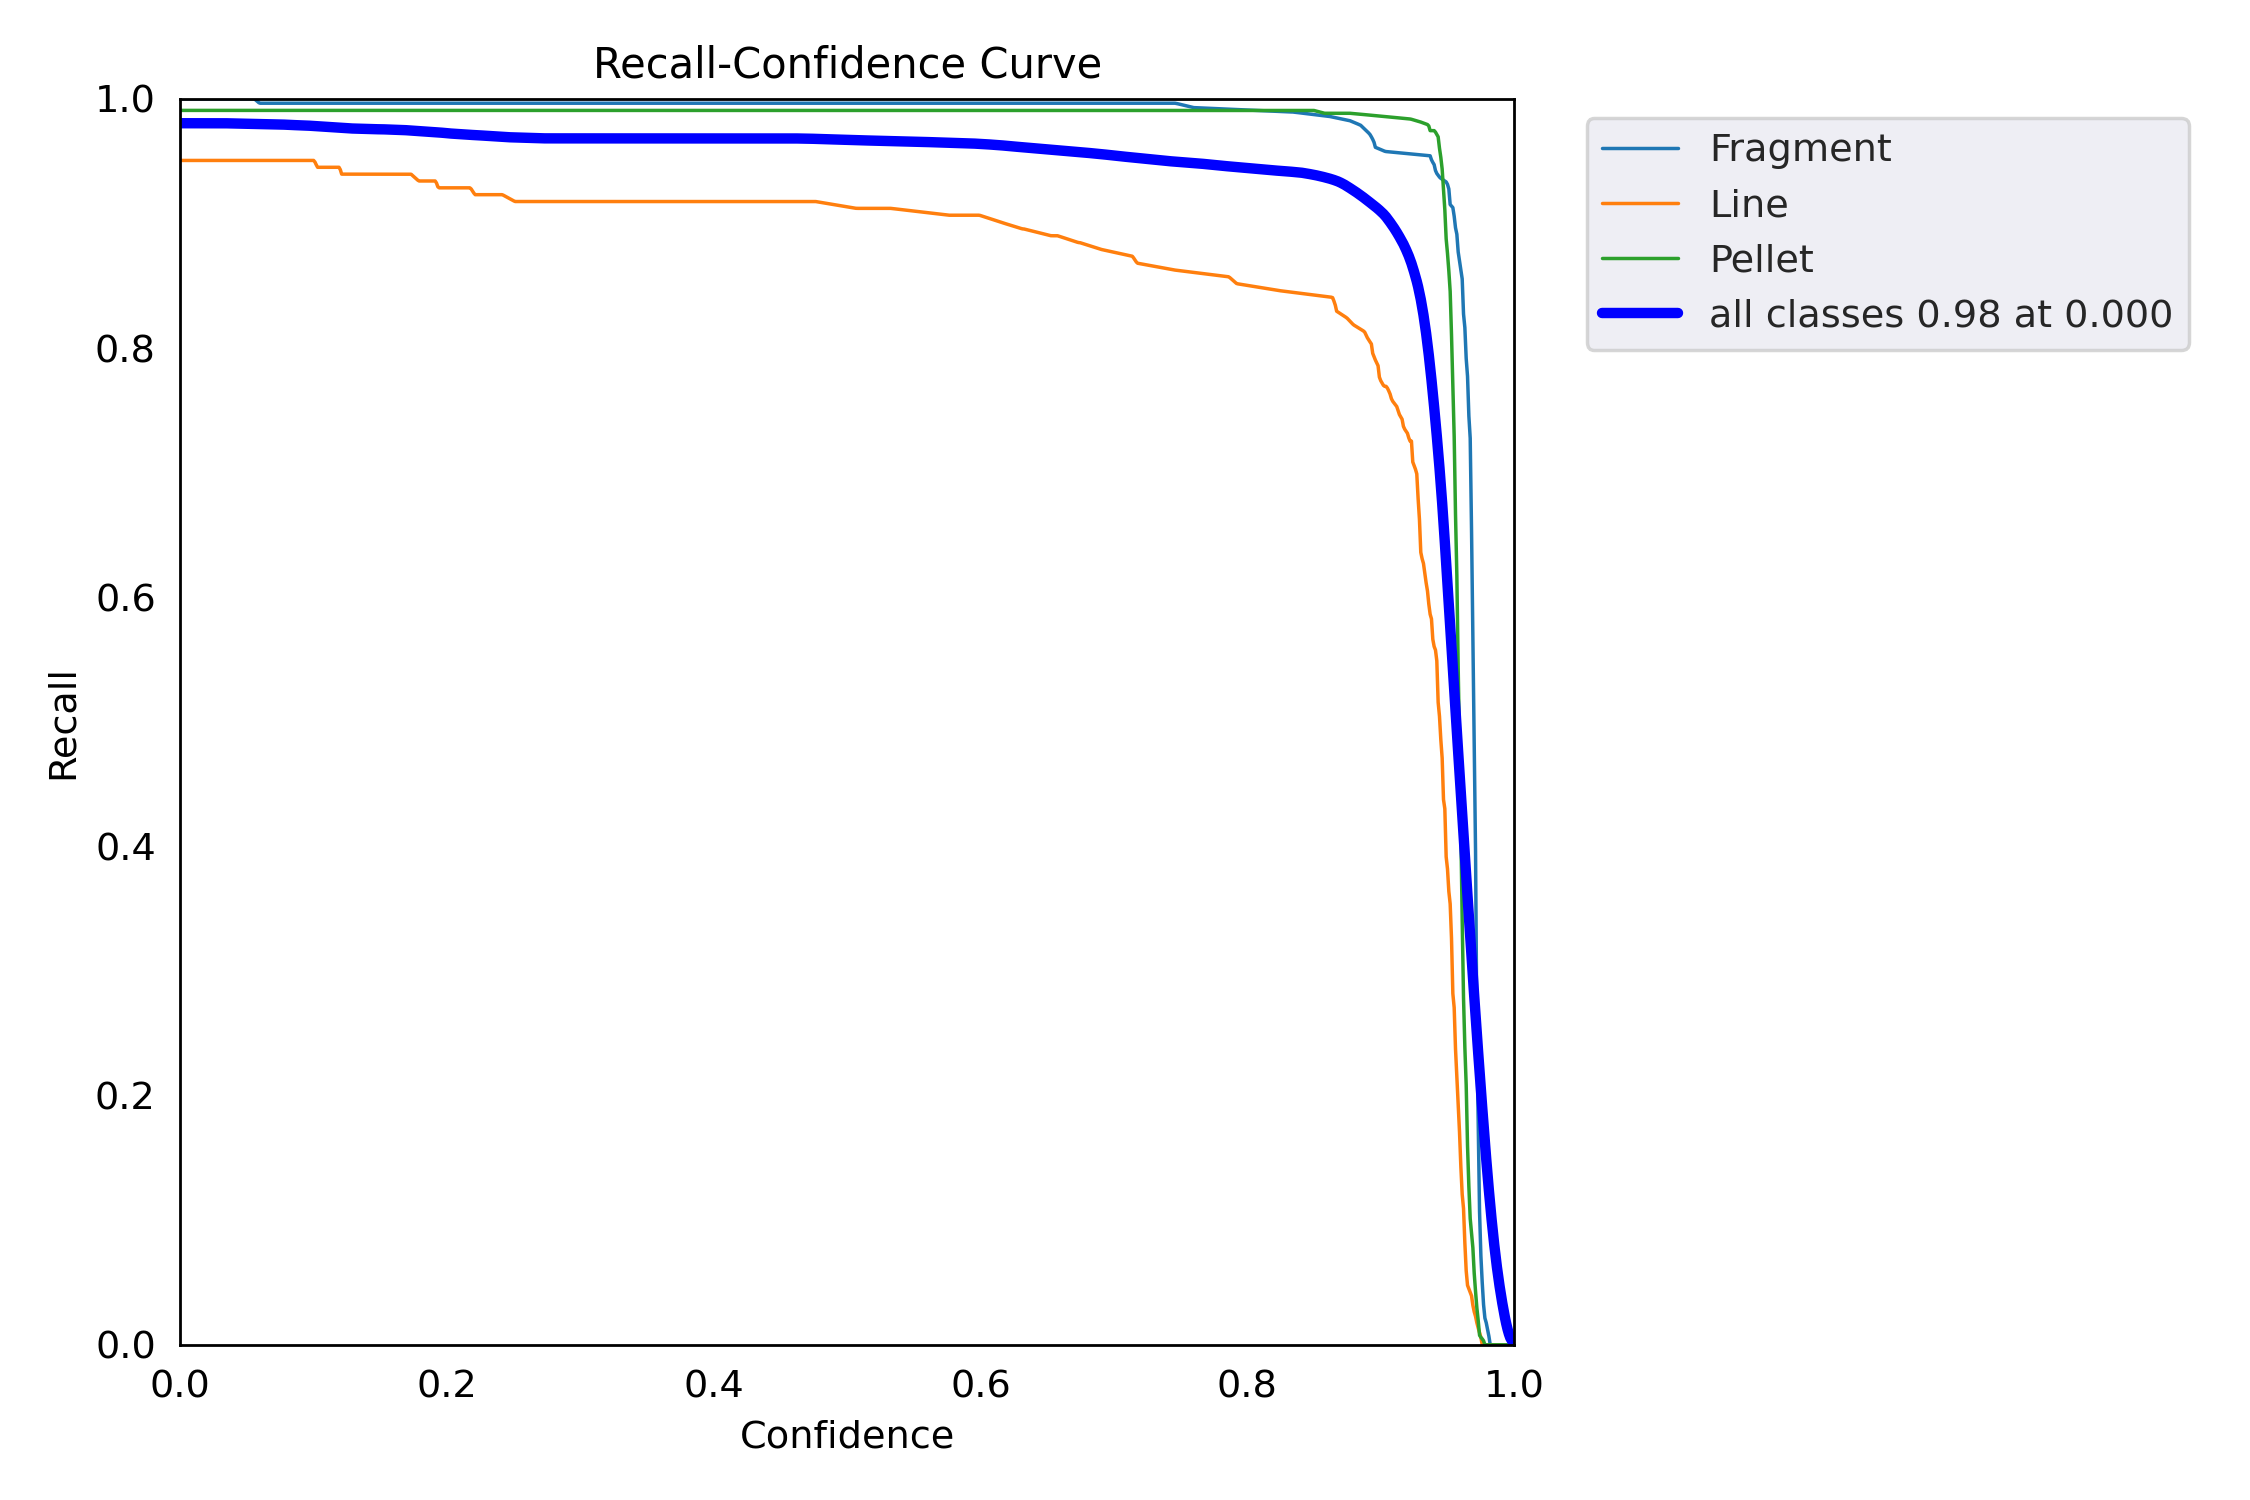 Recall-Confidence Curve
1.0
0.8
0.6
0.4
0.2
0.0
Recall
0.0 0.2 0.4 0.6 0.8 1.0
Confidence
Fragment
Line
Pellet
all classes 0.98 at 0.000